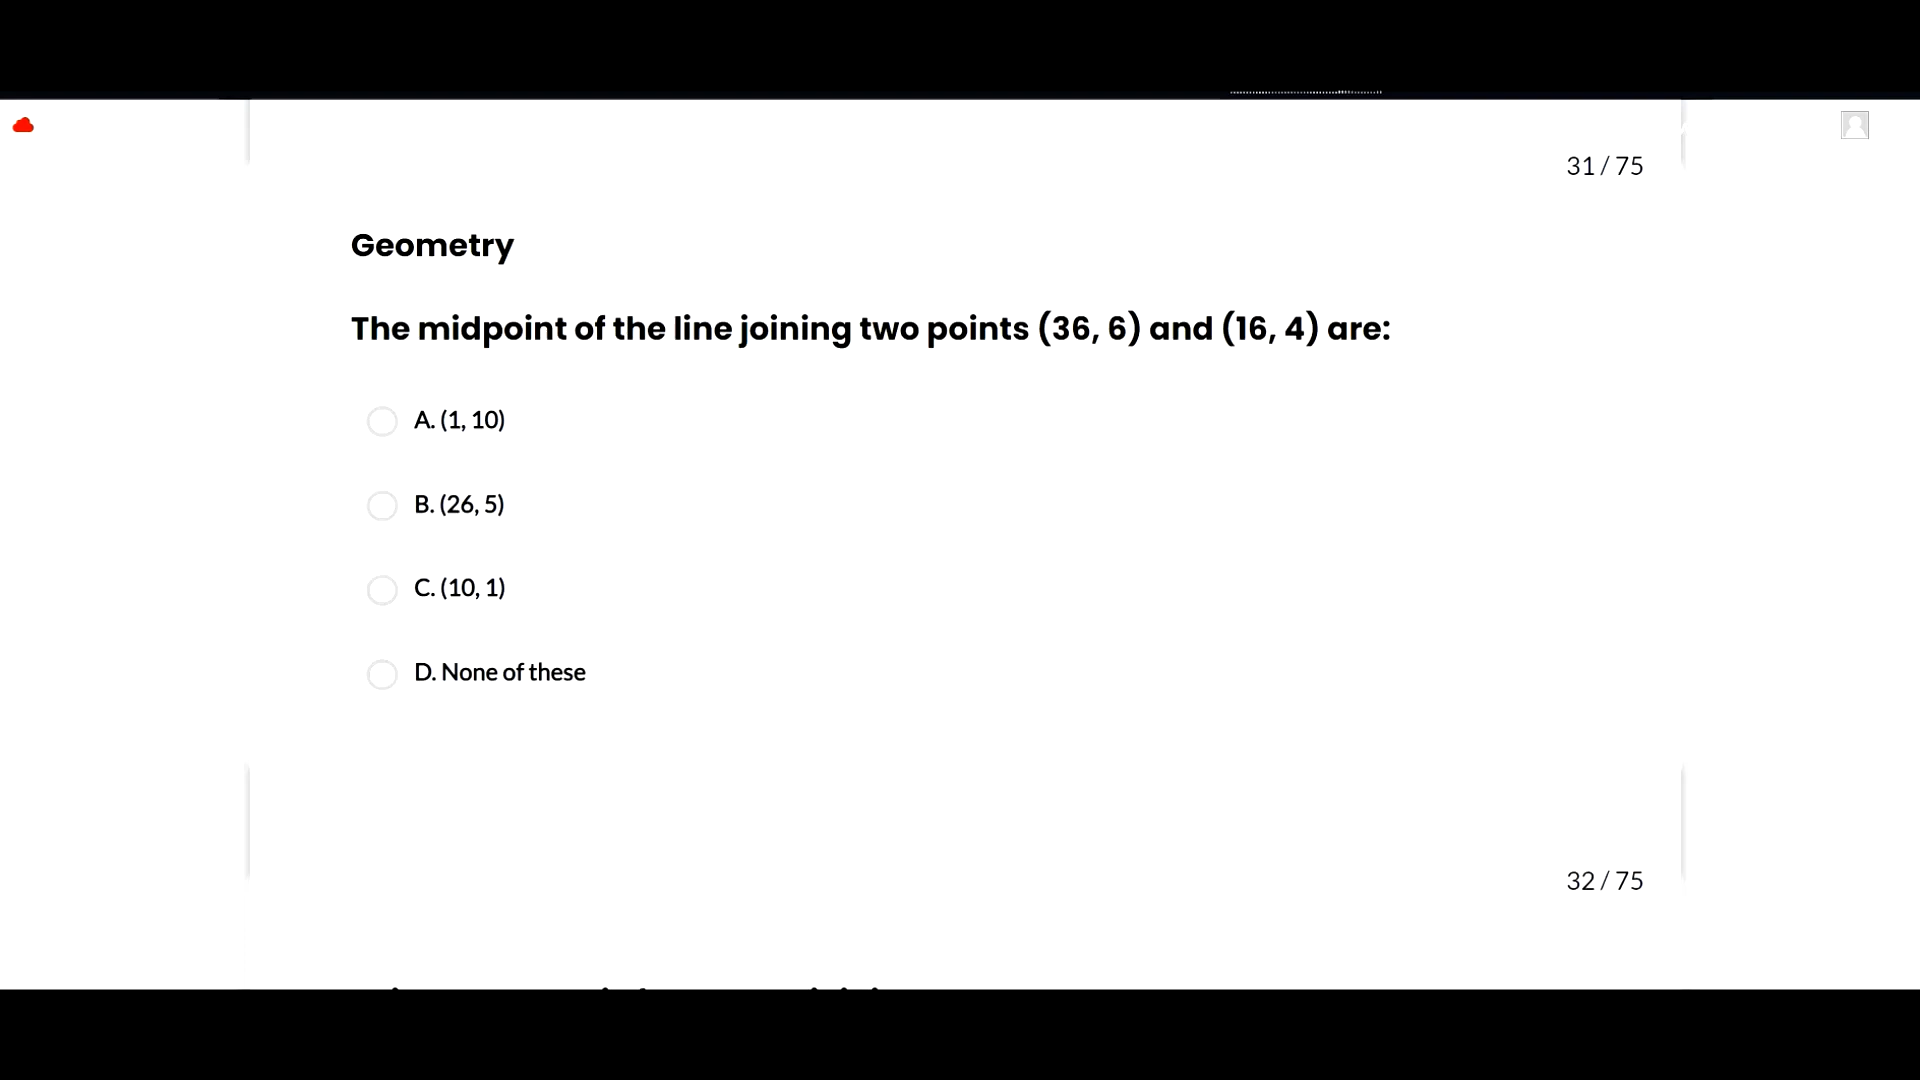 31 / 75
Geometry
The midpoint of the line joining two points (36, 6) and (16, 4) are:
A. (1, 10)
B. (26, 5)
C. (10, 1)
D. None of these
32 / 75